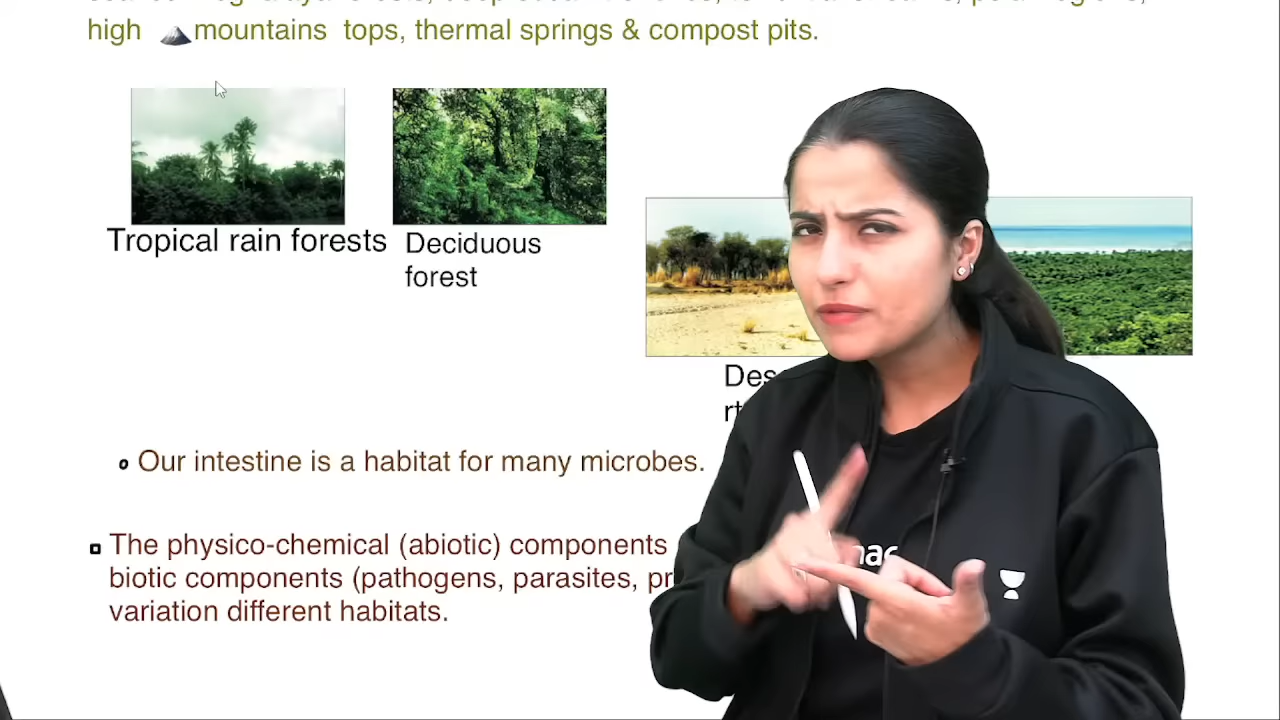 high mountains tops, thermal springs & compost pits.
Tropical rain forests
Deciduous
forest
Des
rt
Our intestine is a habitat for many microbes.
The physico-chemical (abiotic) components
biotic components (pathogens, parasites, pr
variation different habitats.